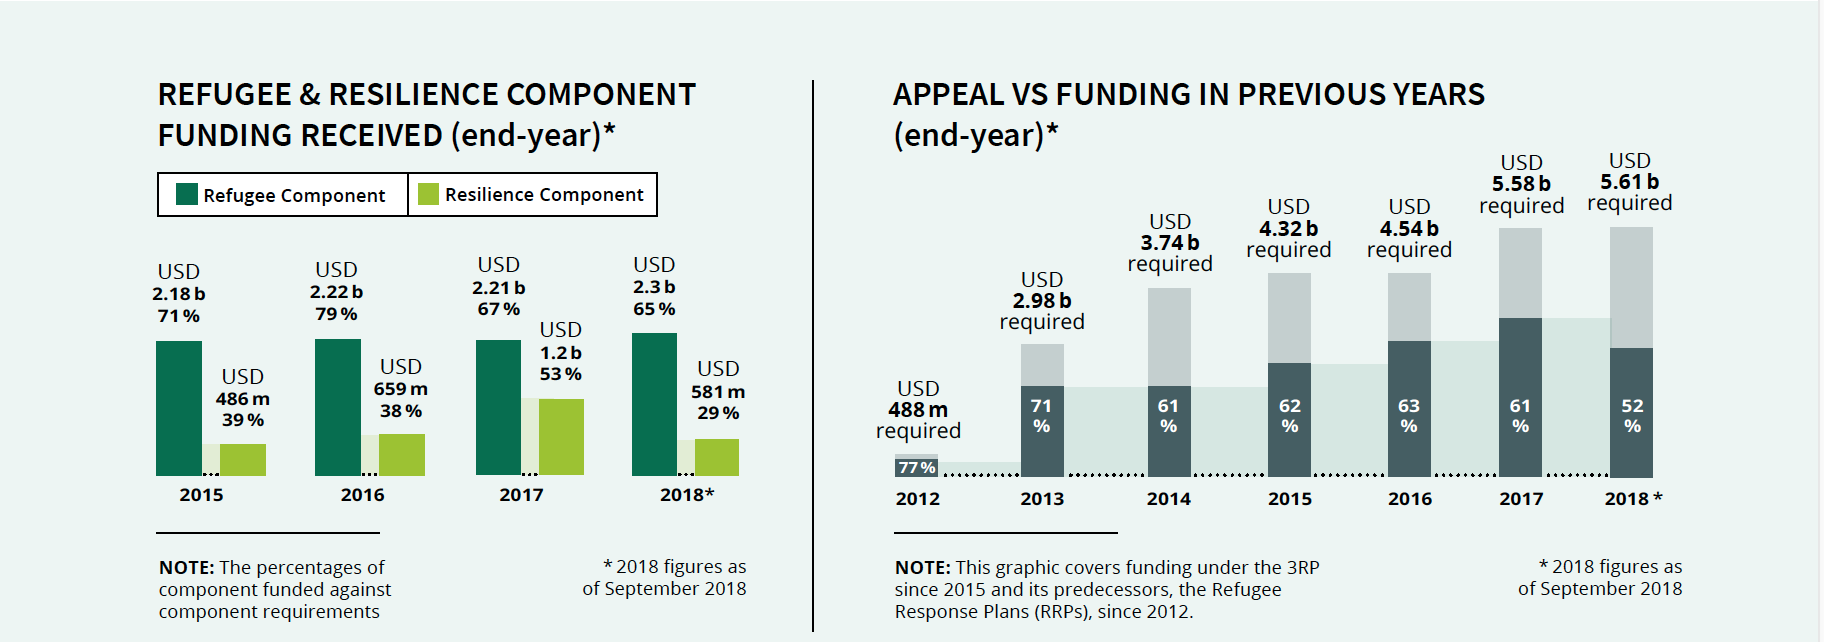 REFUGEE & RESILIENCE COMPONENT
FUNDING RECEIVED (end-year)*
Refugee Component
Resilience Component
USD
2.18 b
71 %
USD
486 m
39 %
2015
USD
2.22 b
79 %
USD
659 m
38 %
2016
USD
2.21 b
67 %
USD
1.2 b
53 %
2017
USD
2.3 b
65 %
USD
581 m
29 %
2018*
NOTE: The percentages of
component funded against
component requirements
* 2018 figures as
of September 2018
APPEAL VS FUNDING IN PREVIOUS YEARS
(end-year)*
USD
488 m
required
77 %
2012
USD
2.98 b
required
71
%
2013
USD
3.74 b
required
61
%
2014
USD
4.32 b
required
62
%
2015
USD
4.54 b
required
63
%
2016
USD
5.58 b
required
61
%
2017
USD
5.61 b
required
52
%
2018 *
NOTE: This graphic covers funding under the 3RP
since 2015 and its predecessors, the Refugee
Response Plans (RRPs), since 2012.
* 2018 figures as
of September 2018